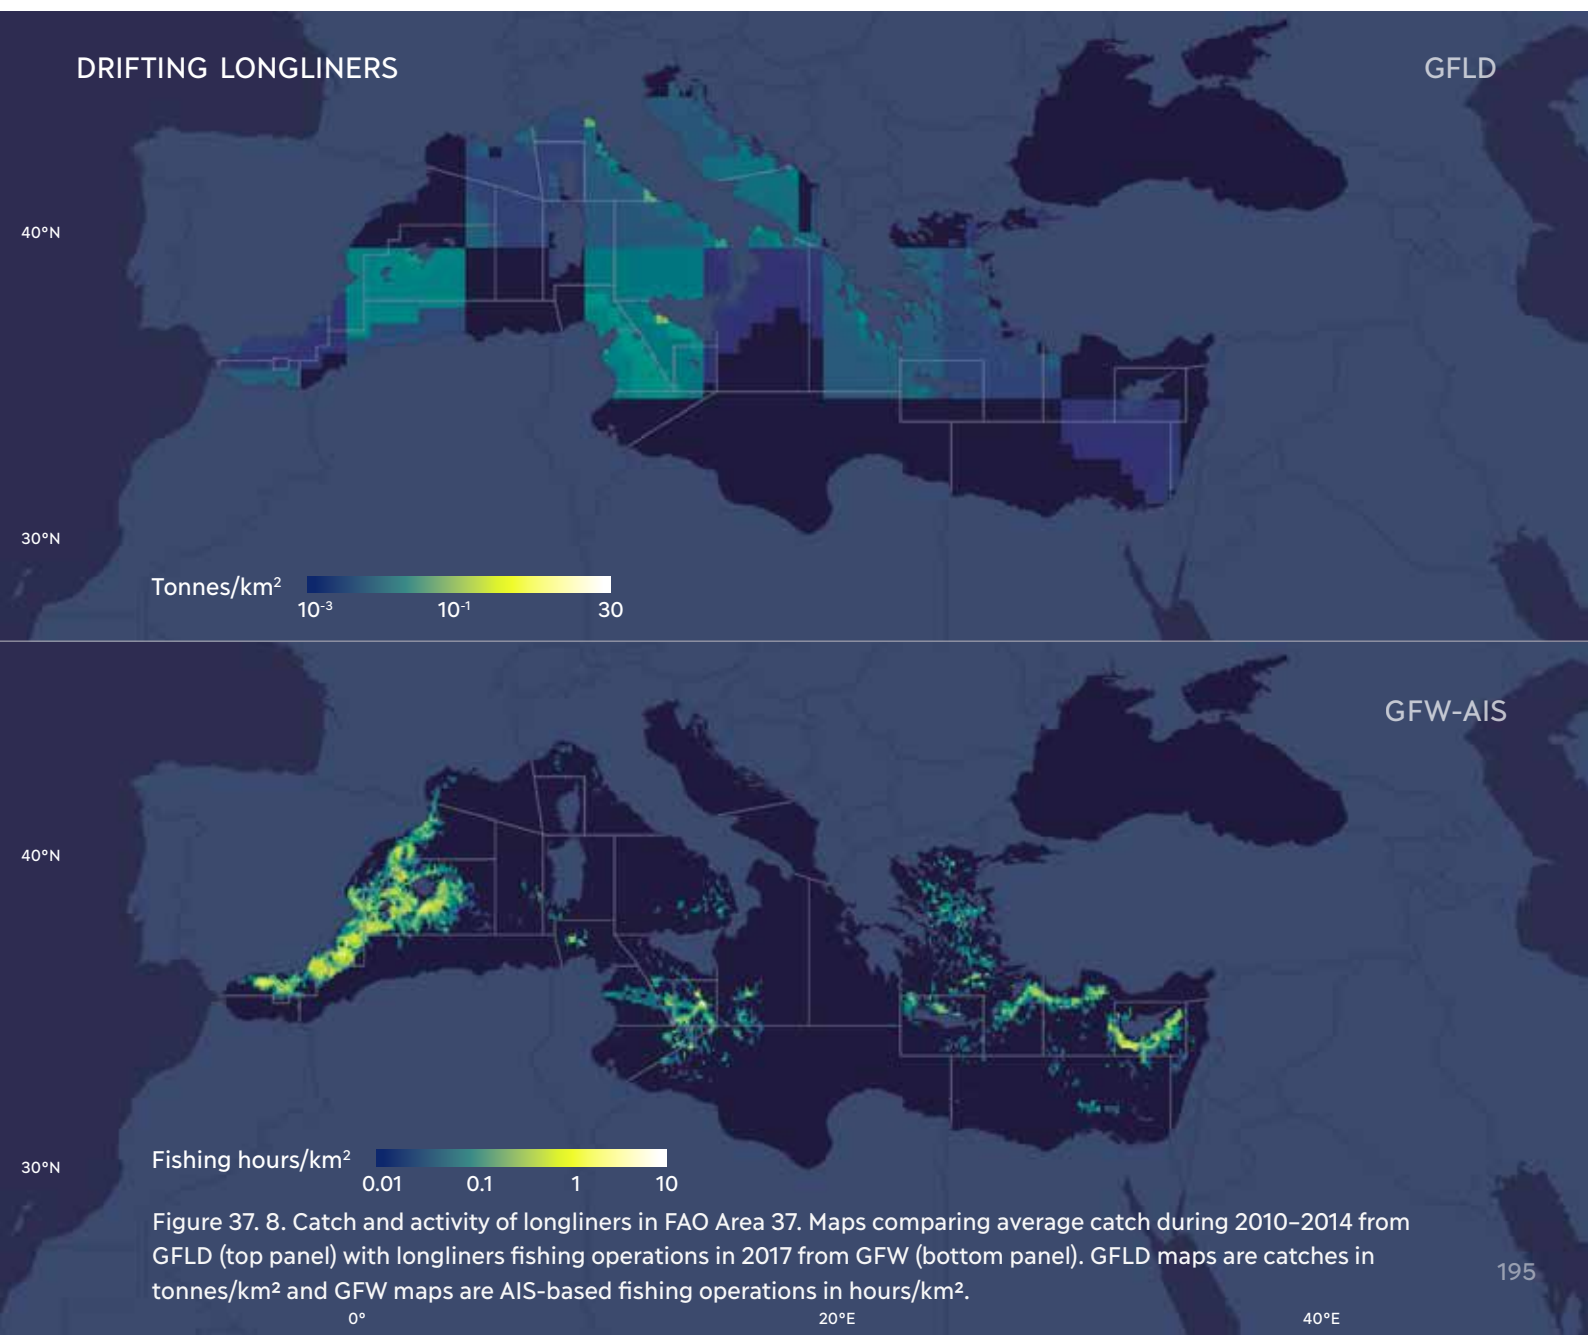 DRIFTING LONGLINERS
GFLD
40°N
30°N
Tonnes/km²
10⁻³ 10⁻¹ 30
GFW-AIS
40°N
30°N
Fishing hours/km²
0.01 0.1 1 10
Figure 37. 8. Catch and activity of longliners in FAO Area 37. Maps comparing average catch during 2010–2014 from
GFLD (top panel) with longliners fishing operations in 2017 from GFW (bottom panel). GFLD maps are catches in
tonnes/km² and GFW maps are AIS-based fishing operations in hours/km².
195
0° 20°E 40°E